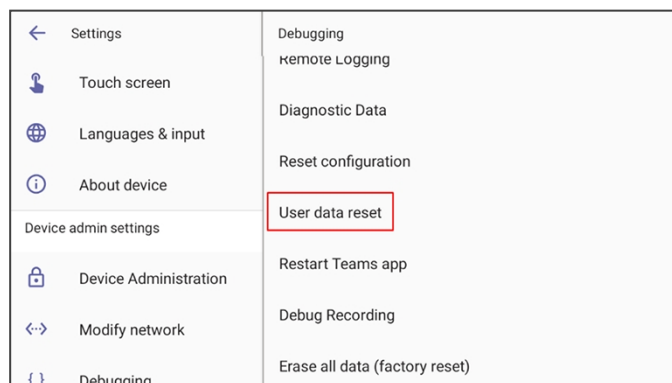 Settings
Touch screen
Languages & input
About device
Device admin settings
Device Administration
Modify network
Debugging
Debugging
Remote Logging
Diagnostic Data
Reset configuration
User data reset
Restart Teams app
Debug Recording
Erase all data (factory reset)